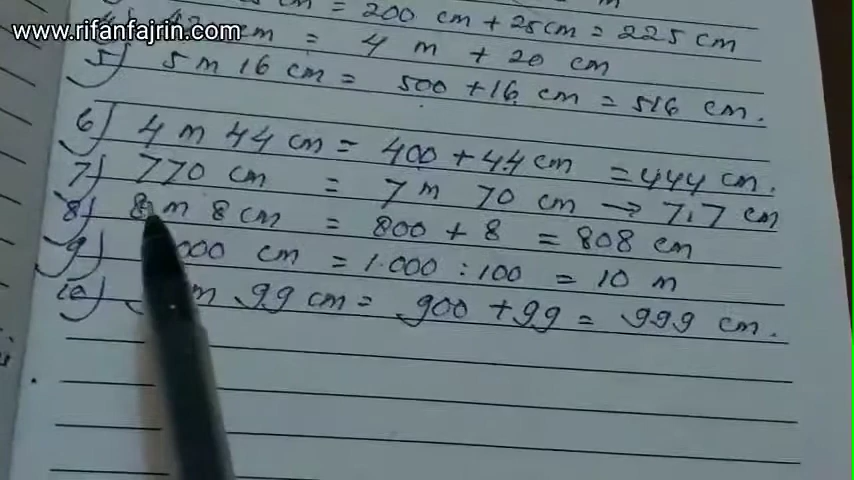 m = 200 cm + 25 cm = 225 cm
www.rifanfajrin.com
cm = 4 m + 20 cm
5) 5 m 16 cm = 500 + 16 cm = 516 cm.
6) 4 m 44 cm = 400 + 44 cm = 444 cm.
7) 770 cm = 7 m 70 cm → 7,7 cm
8) 8 m 8 cm = 800 + 8 = 808 cm
9) 000 cm = 1.000 : 100 = 10 m
10) m 99 cm = 900 + 99 = 999 cm.